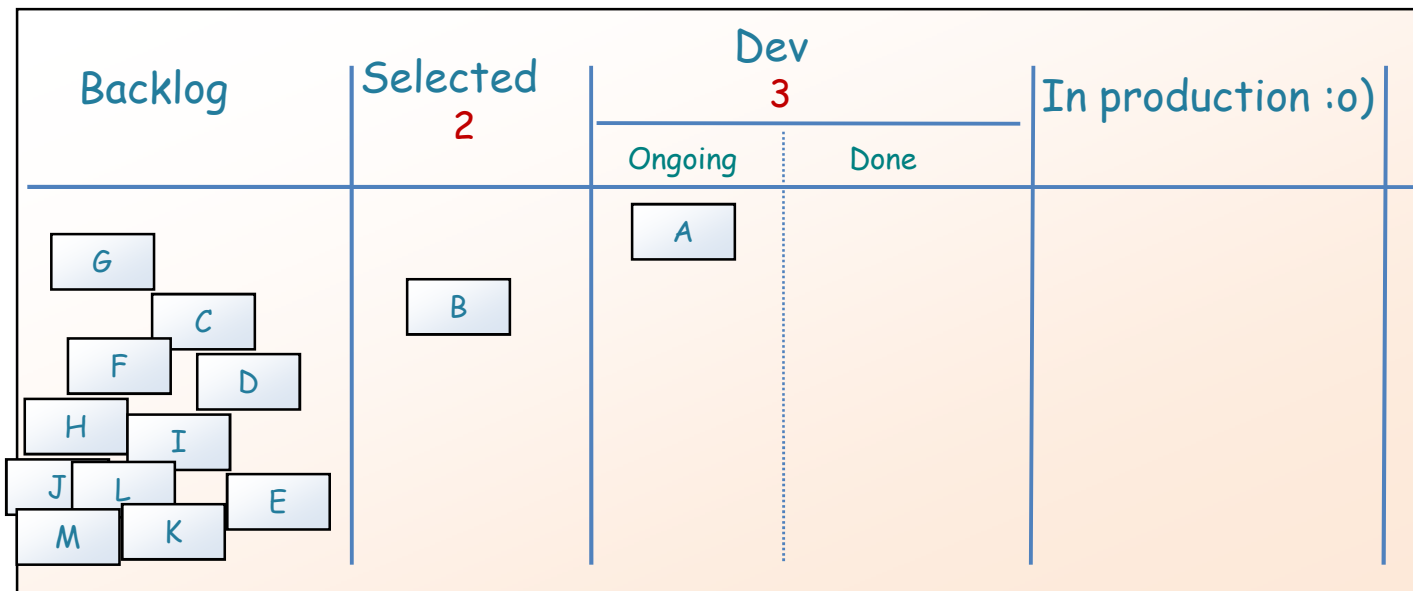 Backlog
Selected
2
Dev
3
Ongoing
Done
In production :o)
G
C
F
D
H
I
J
L
E
M
K
B
A